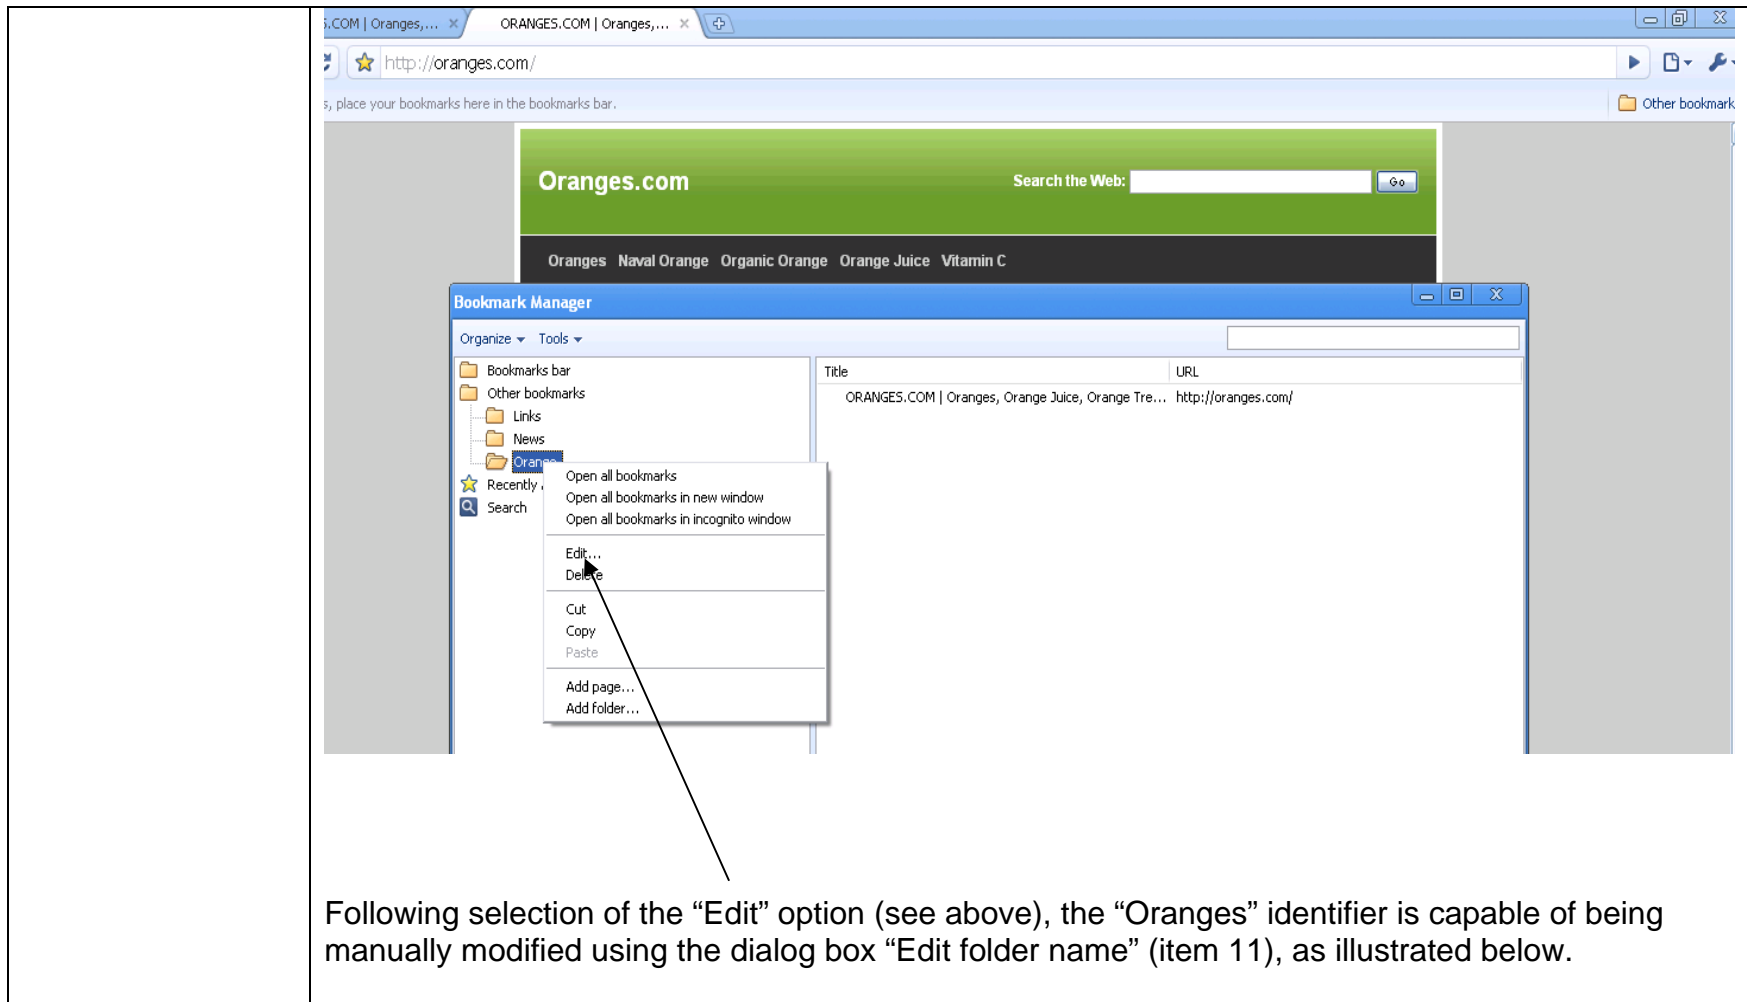 .COM | Oranges,...
ORANGES.COM | Oranges,...
http://oranges.com/
s, place your bookmarks here in the bookmarks bar.
Other bookmark
Oranges.com
Search the Web:
Go
Oranges Naval Orange Organic Orange Orange Juice Vitamin C
Bookmark Manager
Organize Tools
Bookmarks bar
Title URL
Other bookmarks
ORANGES.COM | Oranges, Orange Juice, Orange Tre... http://oranges.com/
Links
News
Orange
Recently
Search
Open all bookmarks
Open all bookmarks in new window
Open all bookmarks in incognito window
Edit...
Delete
Cut
Copy
Paste
Add page...
Add folder...
Following selection of the “Edit” option (see above), the “Oranges” identifier is capable of being
manually modified using the dialog box “Edit folder name” (item 11), as illustrated below.